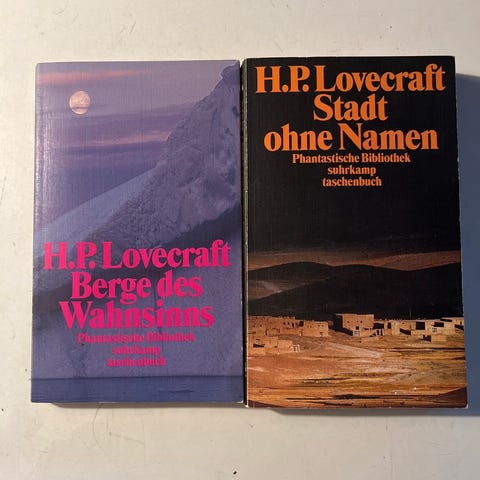 H.P. Lovecraft
Berge des
Wahnsinns
Phantastische Bibliothek
suhrkamp
taschenbuch
H.P. Lovecraft
Stadt
ohne Namen
Phantastische Bibliothek
suhrkamp
taschenbuch